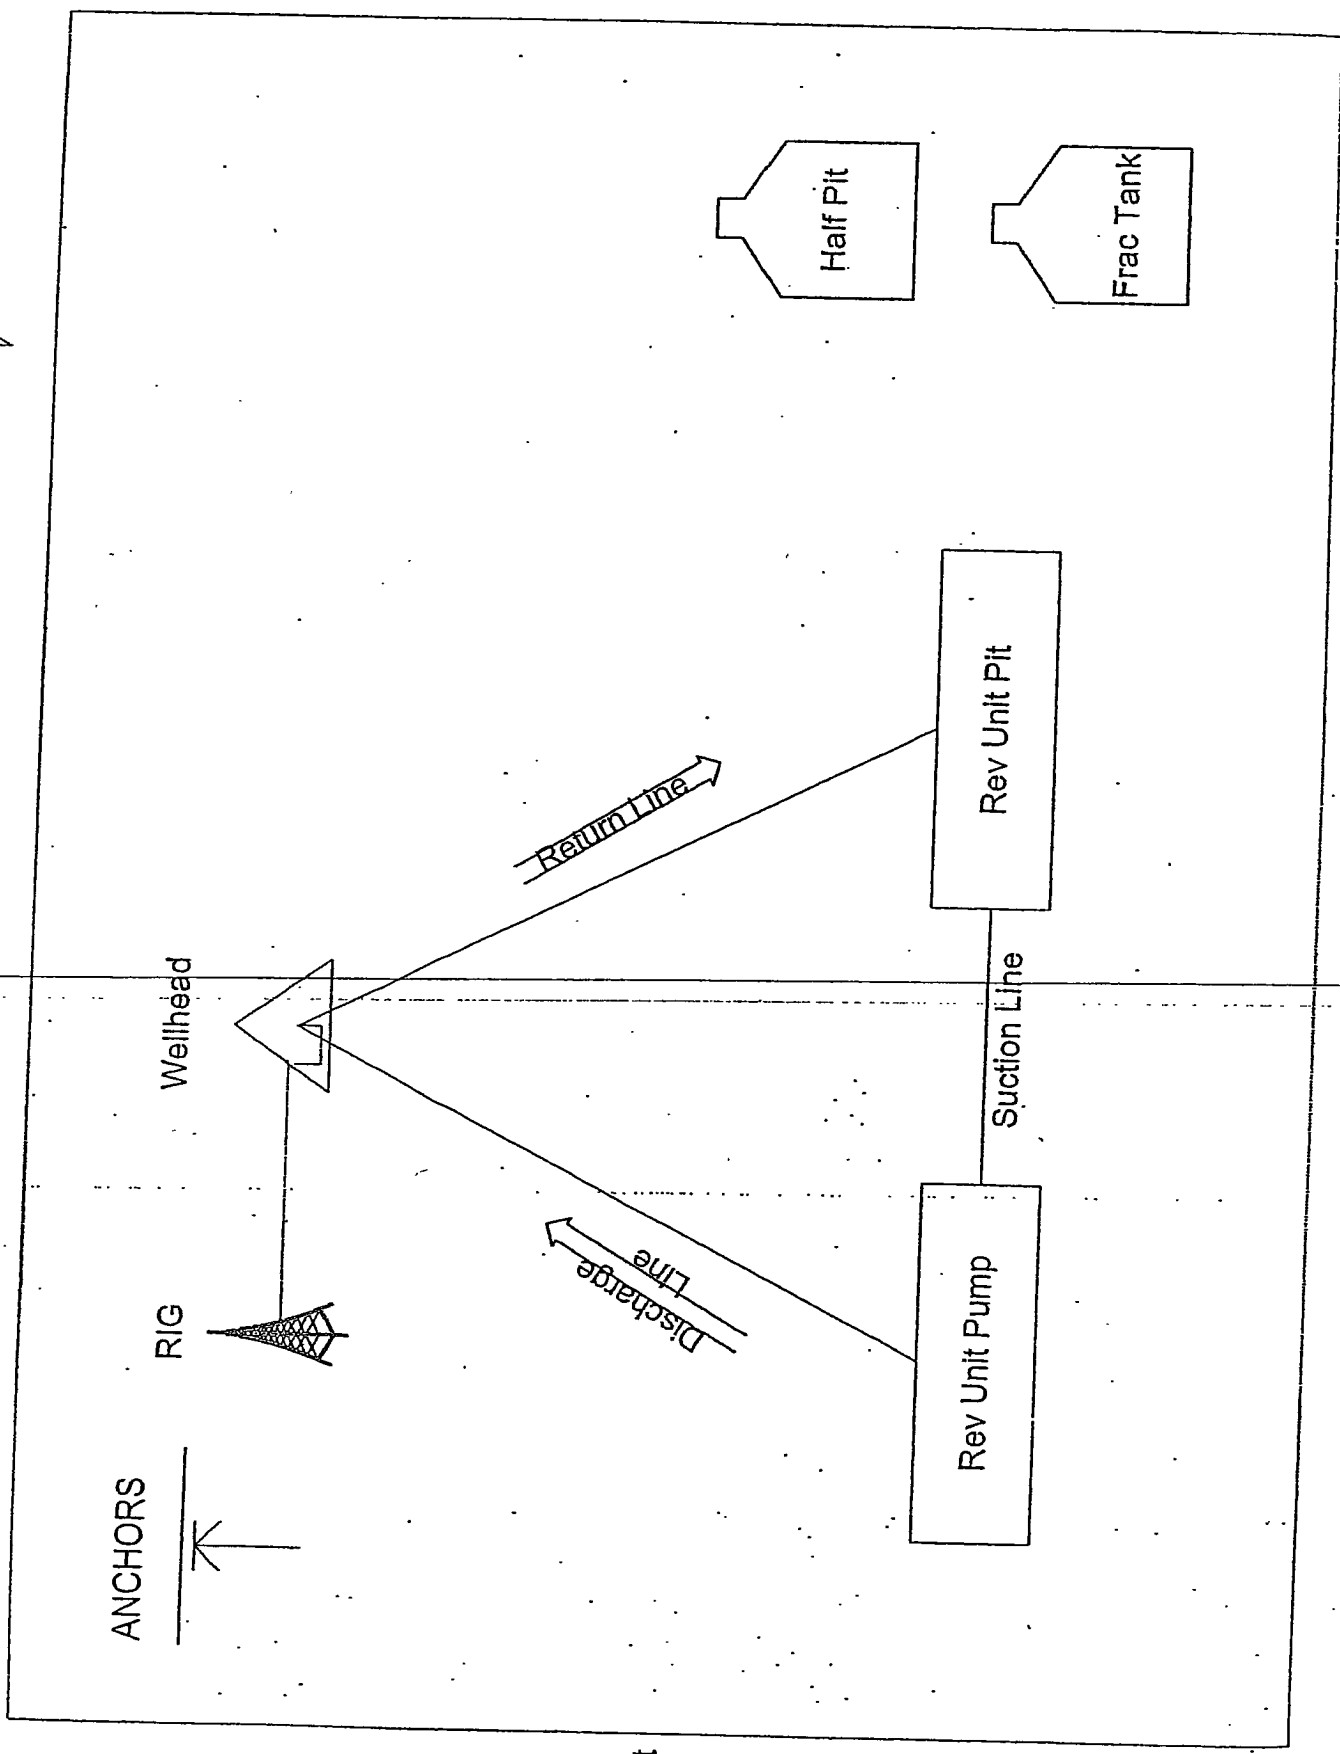 ANCHORS
RIG
Wellhead
Discharge
Line
Return Line
Rev Unit Pump
Suction Line
Rev Unit Pit
Half Pit
Frac Tank